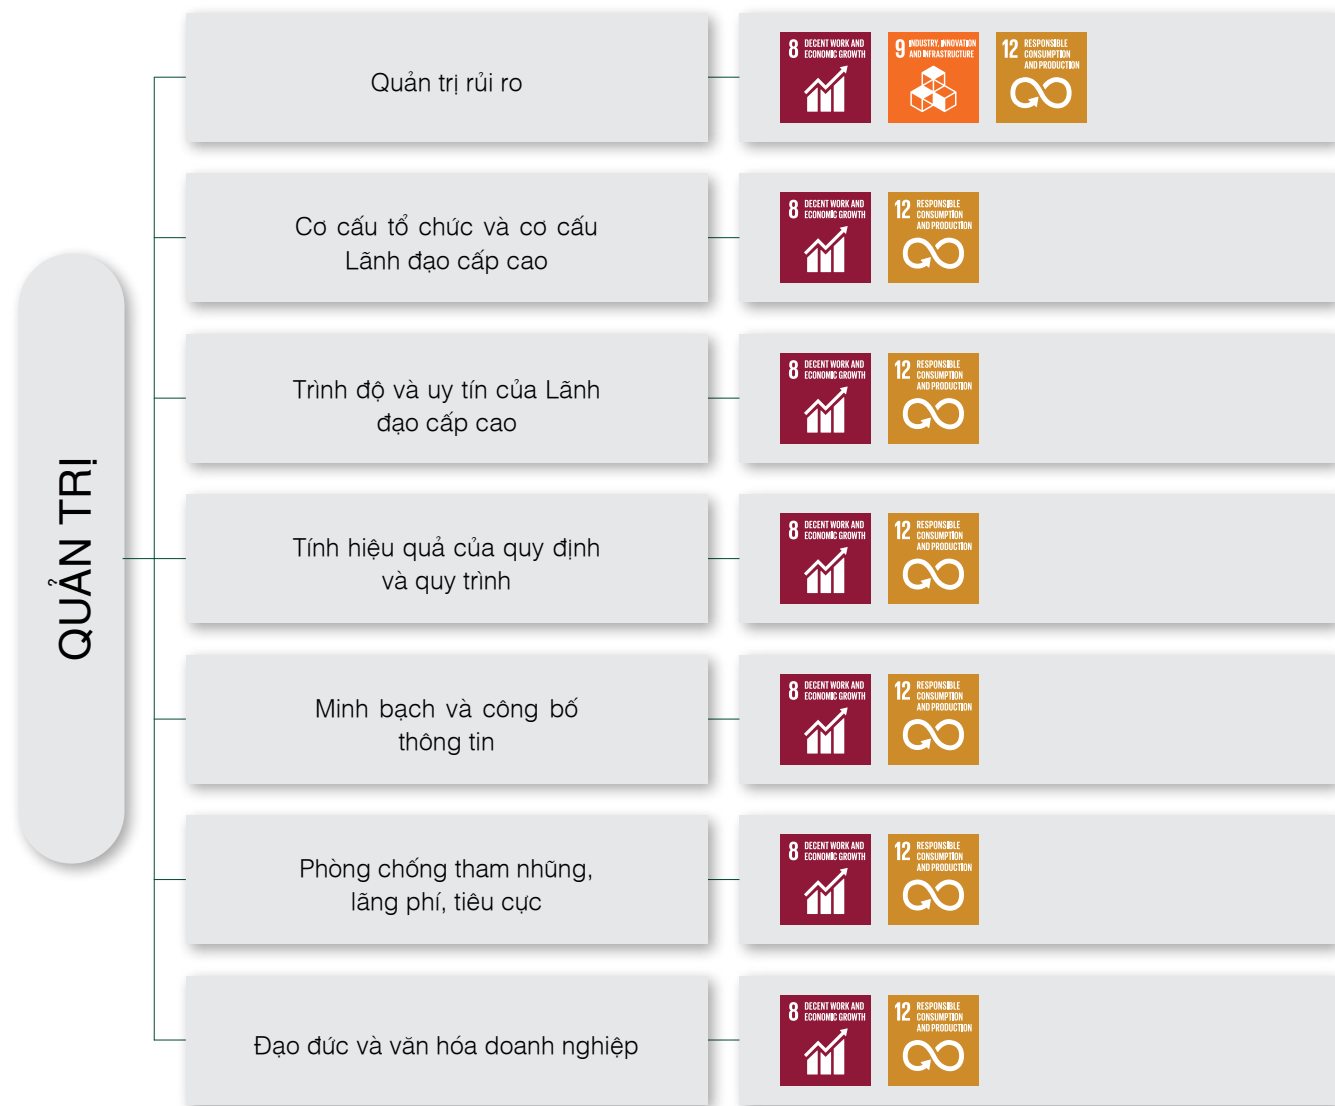 QUẢN TRỊ
Quản trị rủi ro
8 DECENT WORK AND
ECONOMIC GROWTH
9 INDUSTRY, INNOVATION
AND INFRASTRUCTURE
12 RESPONSIBLE
CONSUMPTION
AND PRODUCTION
Cơ cấu tổ chức và cơ cấu
Lãnh đạo cấp cao
8 DECENT WORK AND
ECONOMIC GROWTH
12 RESPONSIBLE
CONSUMPTION
AND PRODUCTION
Trình độ và uy tín của Lãnh
đạo cấp cao
8 DECENT WORK AND
ECONOMIC GROWTH
12 RESPONSIBLE
CONSUMPTION
AND PRODUCTION
Tính hiệu quả của quy định
và quy trình
8 DECENT WORK AND
ECONOMIC GROWTH
12 RESPONSIBLE
CONSUMPTION
AND PRODUCTION
Minh bạch và công bố
thông tin
8 DECENT WORK AND
ECONOMIC GROWTH
12 RESPONSIBLE
CONSUMPTION
AND PRODUCTION
Phòng chống tham nhũng,
lãng phí, tiêu cực
8 DECENT WORK AND
ECONOMIC GROWTH
12 RESPONSIBLE
CONSUMPTION
AND PRODUCTION
Đạo đức và văn hóa doanh nghiệp
8 DECENT WORK AND
ECONOMIC GROWTH
12 RESPONSIBLE
CONSUMPTION
AND PRODUCTION